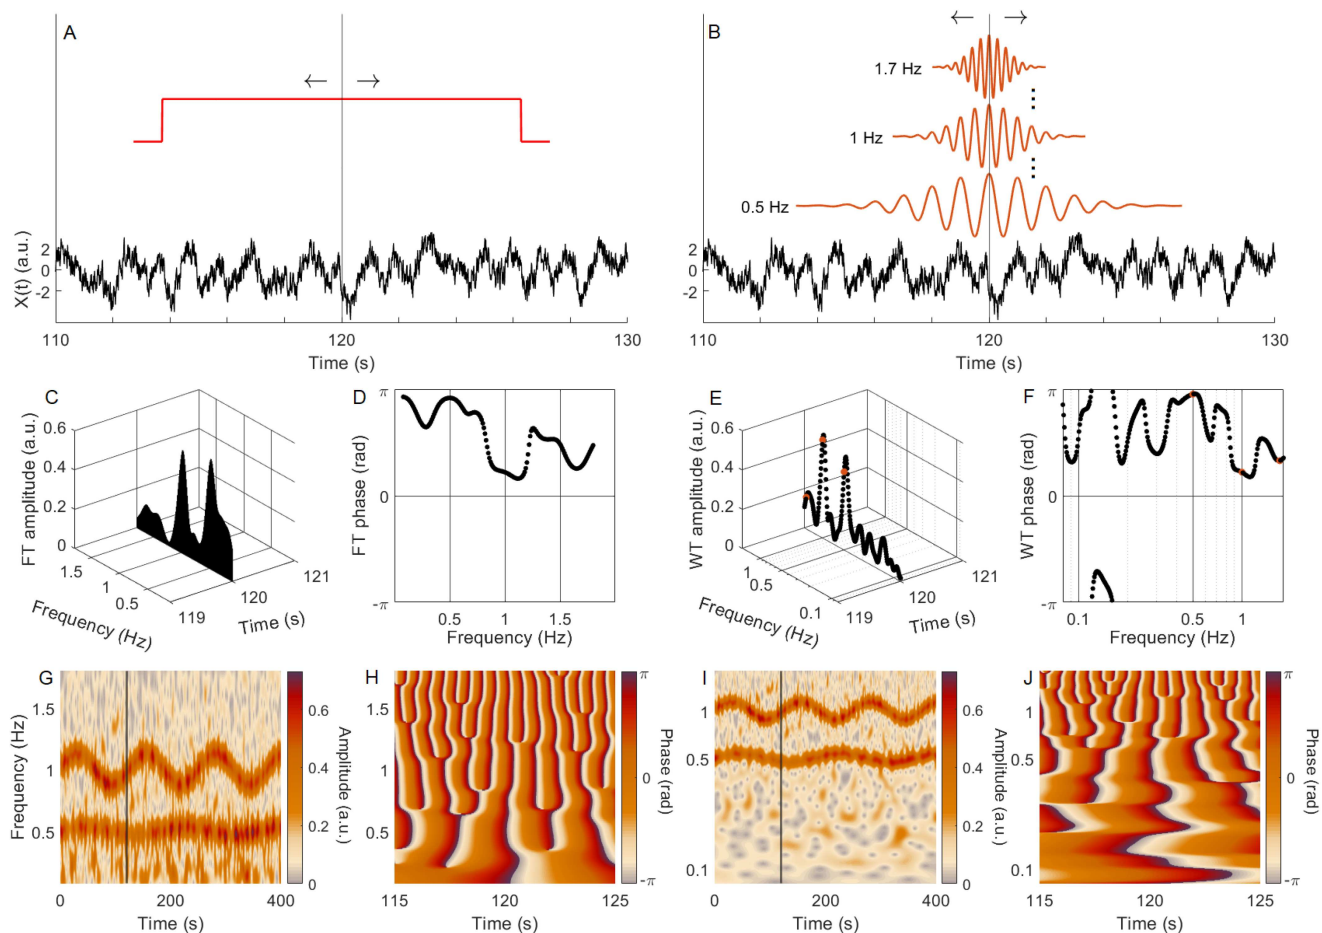 A
X(t) (a.u.)
2
0
-2
110
120
130
Time (s)
B
1.7 Hz
1 Hz
0.5 Hz
2
0
-2
110
120
130
Time (s)
C
FT amplitude (a.u.)
0.6
0.4
0.2
0
1.5
1
0.5
Frequency (Hz)
119
120
121
Time (s)
D
FT phase (rad)
π
0
-π
0.5
1
1.5
Frequency (Hz)
E
WT amplitude (a.u.)
0.6
0.4
0.2
0
1
0.5
0.1
Frequency (Hz)
119
120
121
Time (s)
F
WT phase (rad)
π
0
-π
0.1
0.5
1
Frequency (Hz)
G
Frequency (Hz)
1.5
1
0.5
0
200
400
Time (s)
0.6
0.4
0.2
0
Amplitude (a.u.)
H
115
120
125
Time (s)
π
0
-π
Phase (rad)
I
1
0.5
0.1
0
200
400
Time (s)
0.6
0.4
0.2
0
Amplitude (a.u.)
J
1
0.5
0.1
115
120
125
Time (s)
π
0
-π
Phase (rad)